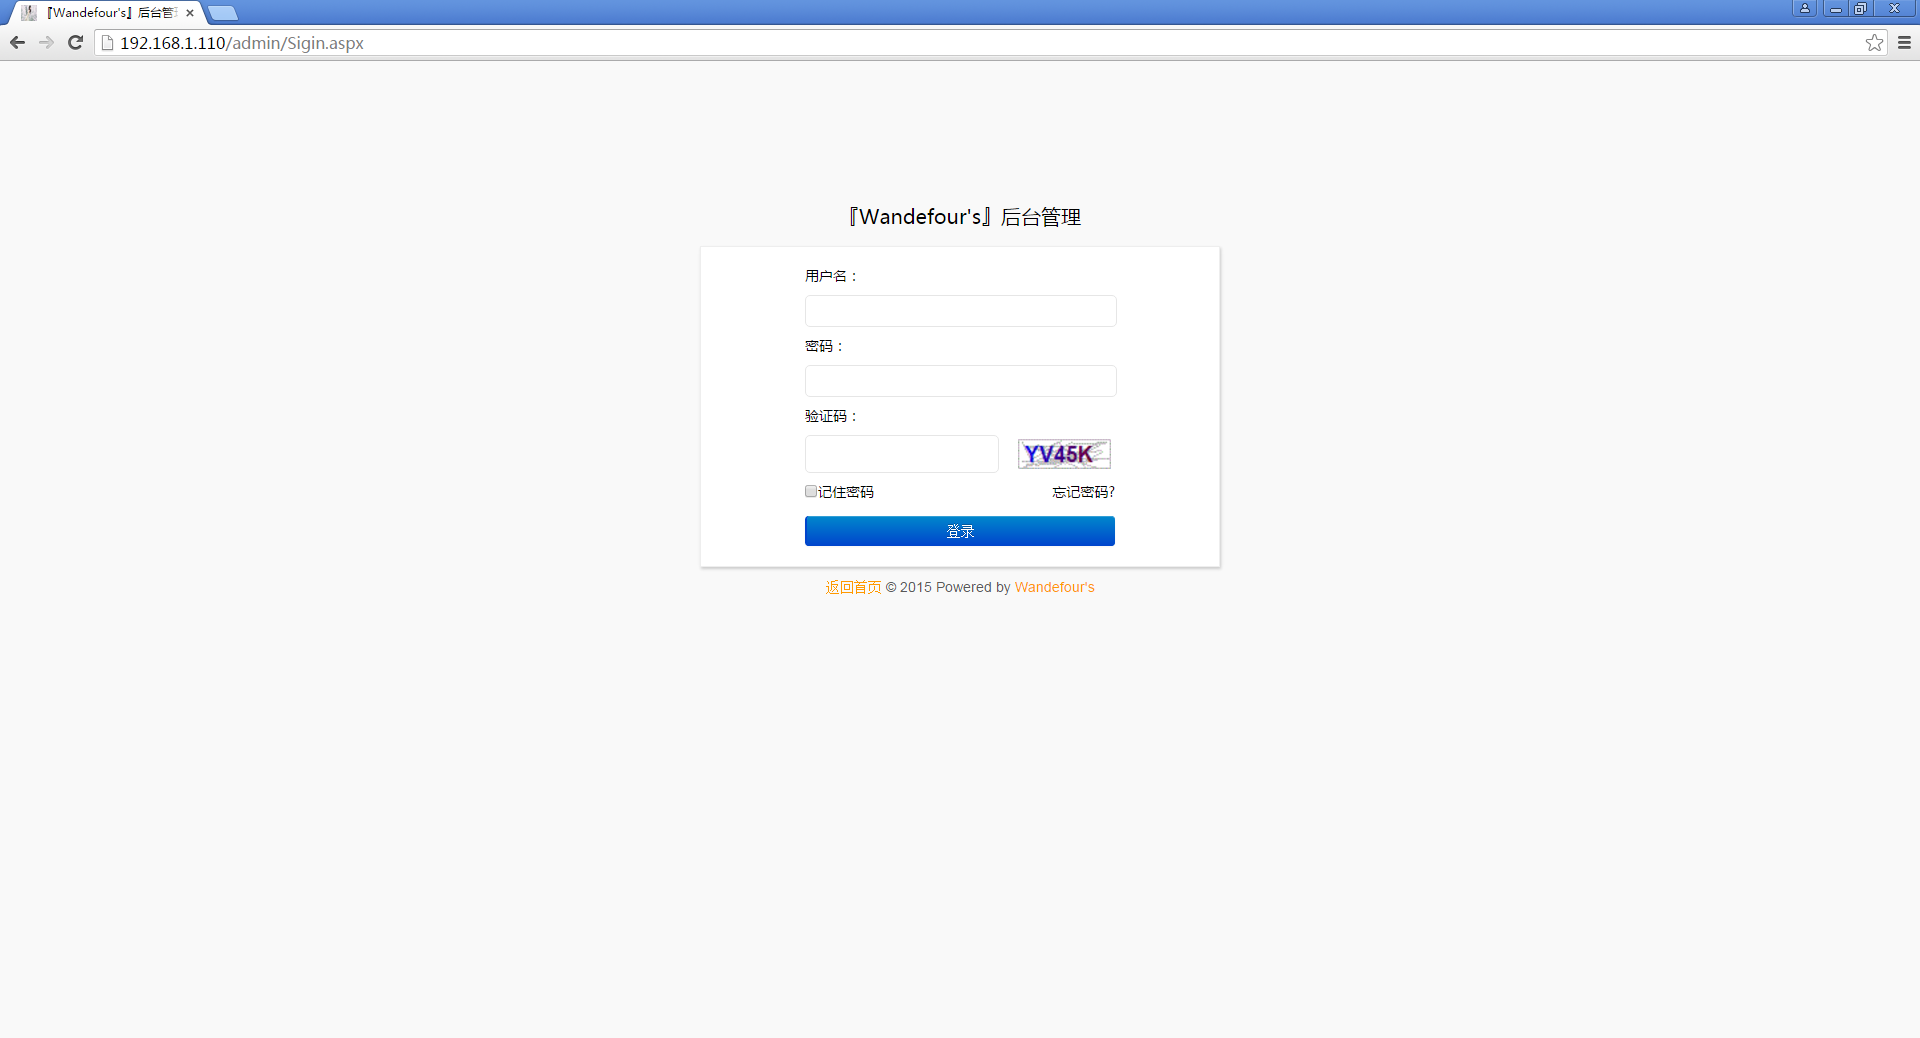 『Wandefour's』后台管
192.168.1.110/admin/Sigin.aspx
『Wandefour's』后台管理
用户名：
密码：
验证码：
YV45K
记住密码 忘记密码?
登录
返回首页 © 2015 Powered by Wandefour's